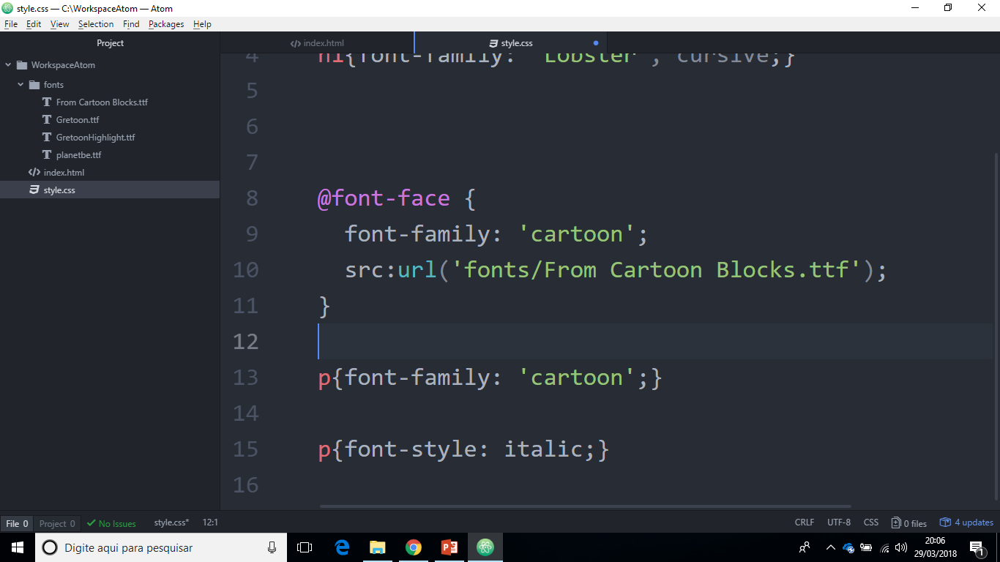 style.css — C:\WorkspaceAtom — Atom
File Edit View Selection Find Packages Help
Project
index.html
style.css
WorkspaceAtom
fonts
From Cartoon Blocks.ttf
Gretoon.ttf
GretoonHighlight.ttf
planetbe.ttf
index.html
style.css
4 h1{font-family: 'Lobster', cursive;}
5
6
7
8 @font-face {
9 font-family: 'cartoon';
10 src:url('fonts/From Cartoon Blocks.ttf');
11 }
12
13 p{font-family: 'cartoon';}
14
15 p{font-style: italic;}
16
File 0 Project 0 No Issues style.css* 12:1 CRLF UTF-8 CSS 0 files 4 updates
Digite aqui para pesquisar
20:06
29/03/2018
1